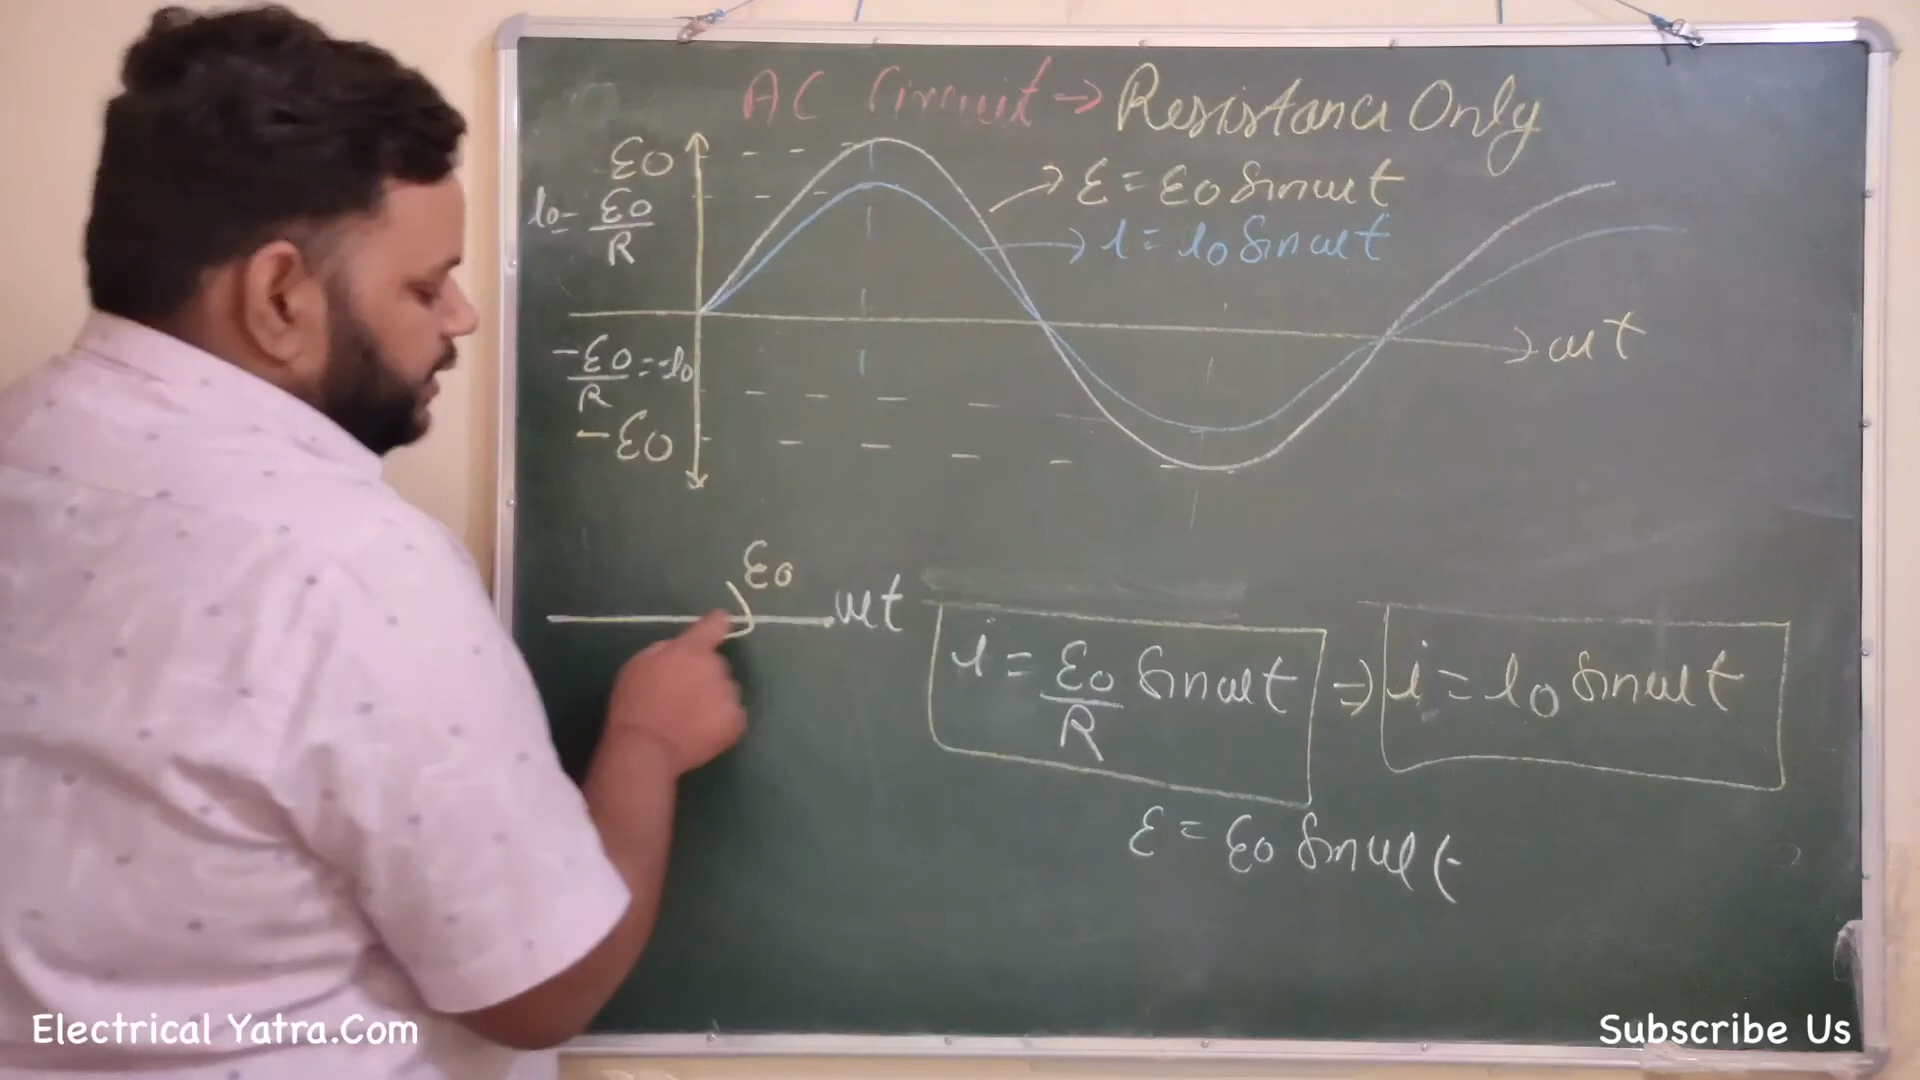 AC Circuit → Resistance Only
ε0
ε = ε0 Sinωt
i0 = ε0/R
i = i0 Sinωt
ωt
-ε0/R = -i0
-ε0
ε0
ωt
i = ε0/R Sinωt ⇒ i = i0 Sinωt
ε = ε0 Sinωt
Electrical Yatra.Com
Subscribe Us